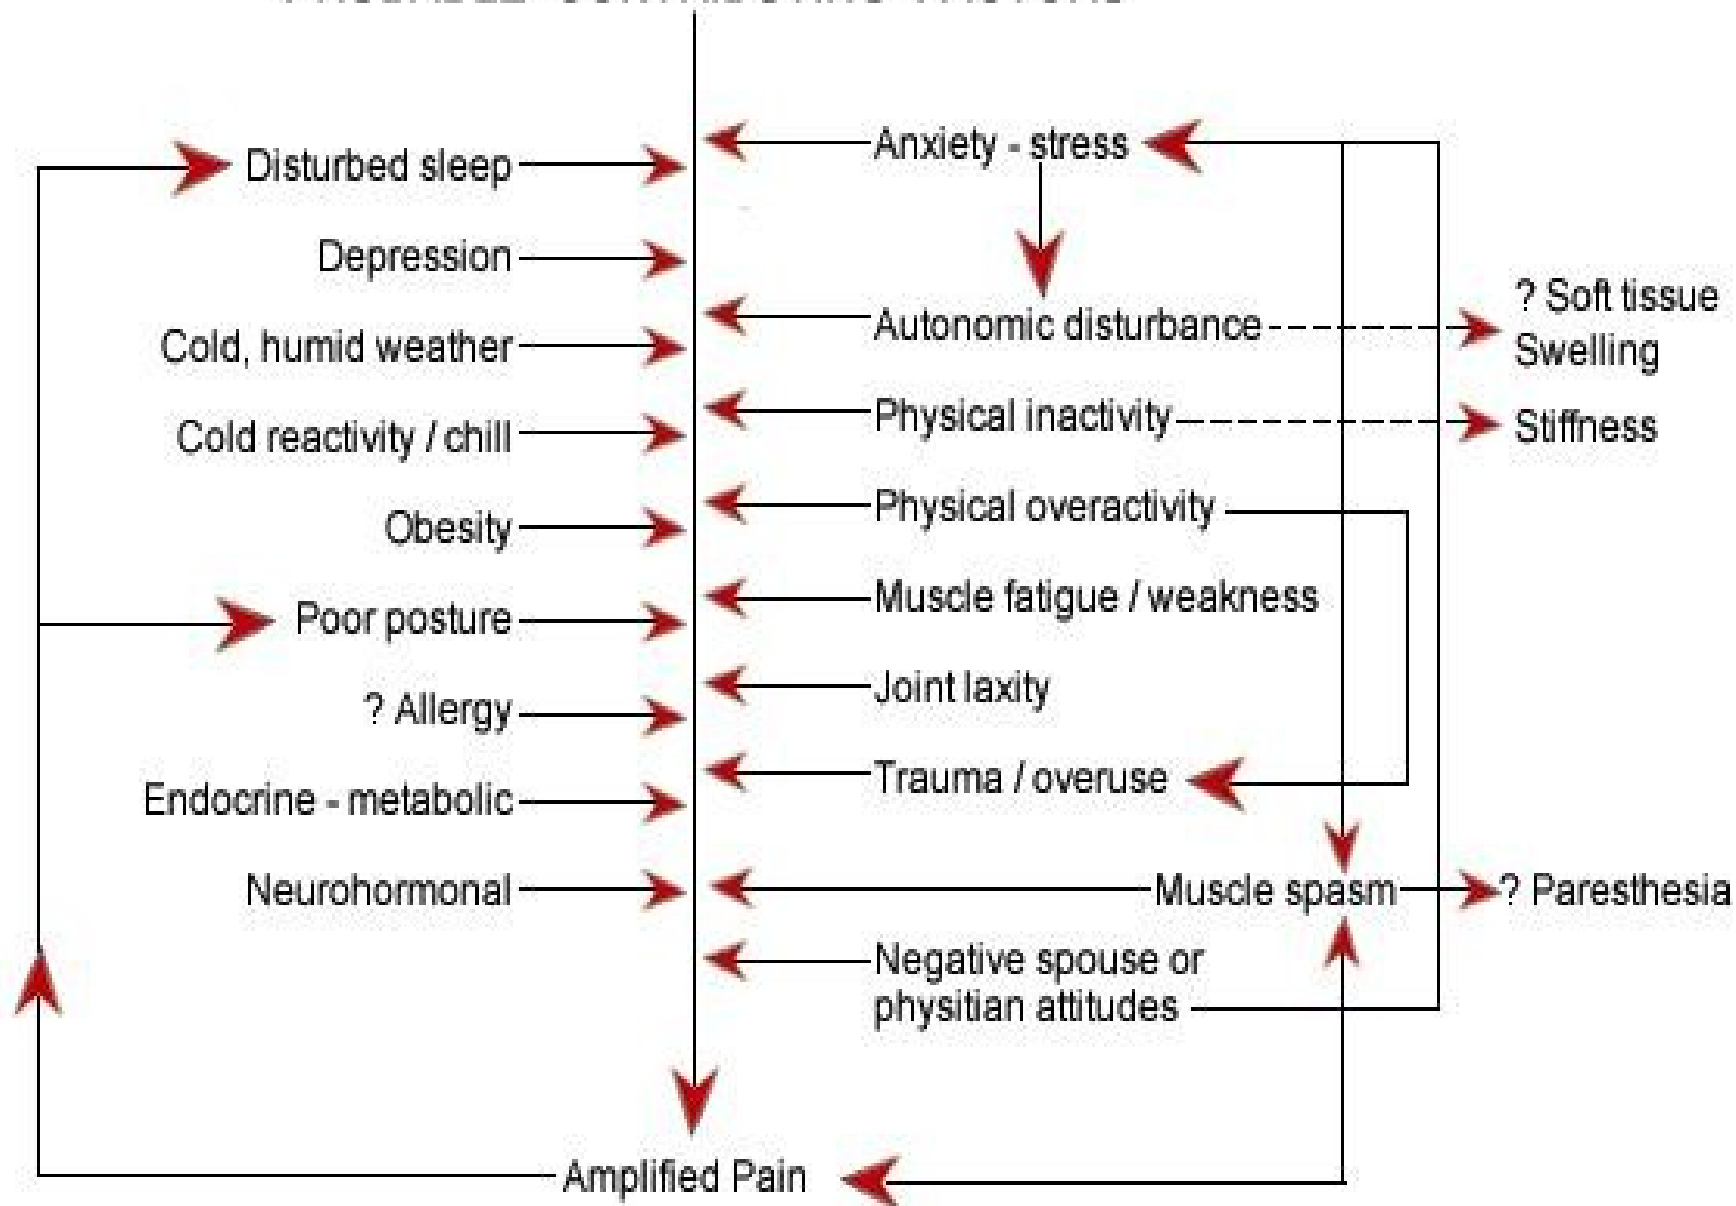 Disturbed sleep
Depression
Cold, humid weather
Cold reactivity / chill
Obesity
Poor posture
? Allergy
Endocrine - metabolic
Neurohormonal
Anxiety - stress
Autonomic disturbance
Physical inactivity
Physical overactivity
Muscle fatigue / weakness
Joint laxity
Trauma / overuse
Muscle spasm
Negative spouse or
physitian attitudes
? Soft tissue
Swelling
Stiffness
? Paresthesia
Amplified Pain